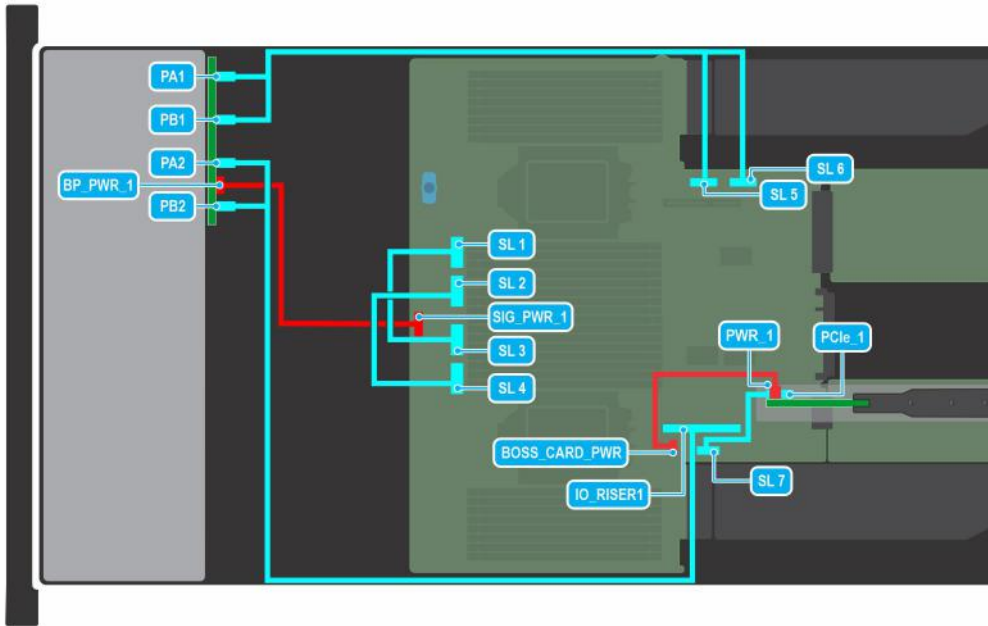 PA1
PB1
PA2
BP_PWR_1
PB2
SL 6
SL 5
SL 1
SL 2
SIG_PWR_1
SL 3
SL 4
PWR_1
PCIe_1
BOSS_CARD_PWR
IO_RISER1
SL 7